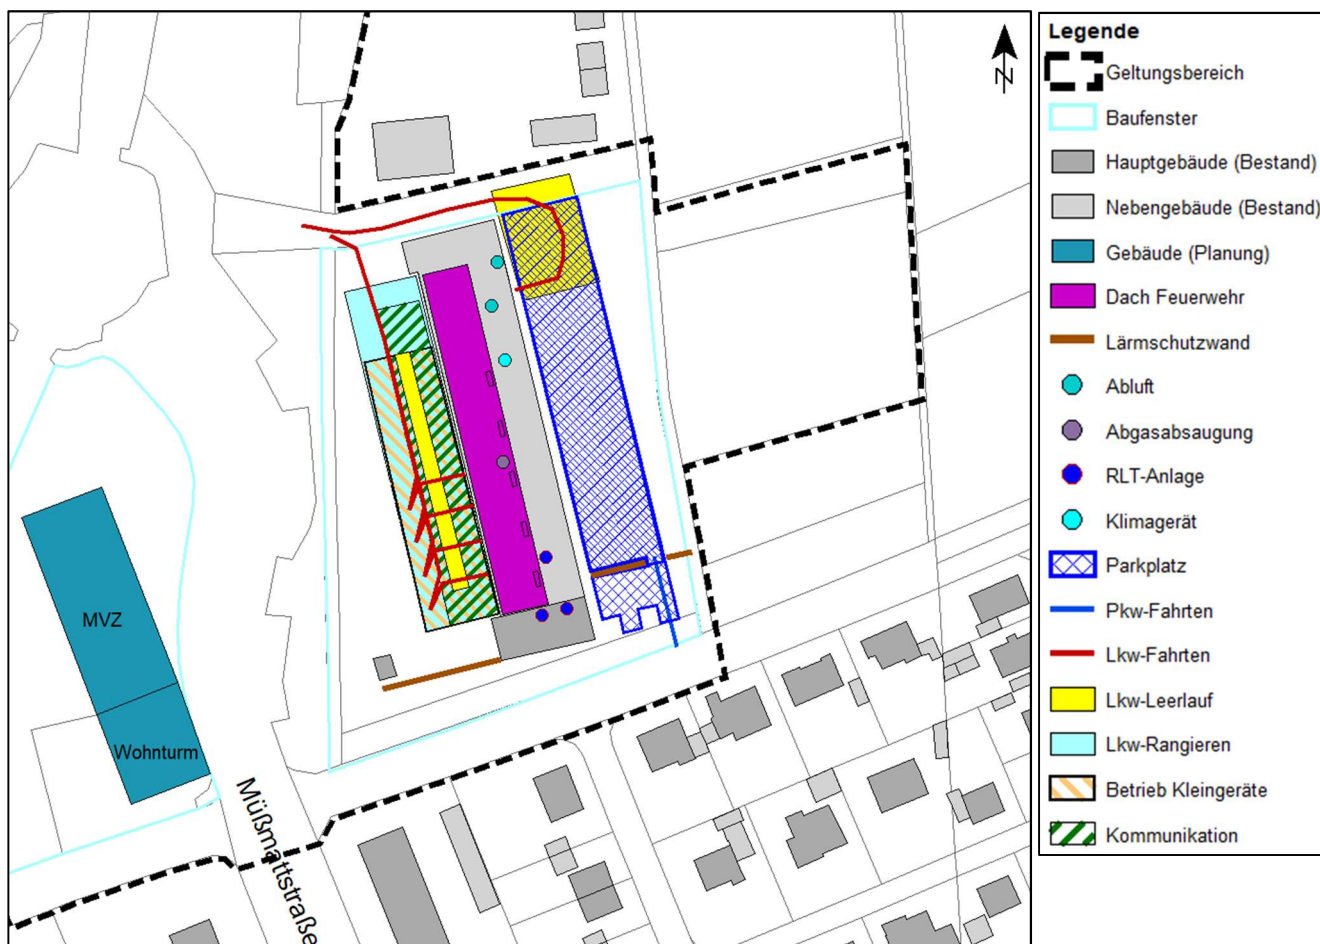 N
MVZ
Wohnturm
Müßmattstraße
Legende
Geltungsbereich
Baufenster
Hauptgebäude (Bestand)
Nebengebäude (Bestand)
Gebäude (Planung)
Dach Feuerwehr
Lärmschutzwand
Abluft
Abgasabsaugung
RLT-Anlage
Klimagerät
Parkplatz
Pkw-Fahrten
Lkw-Fahrten
Lkw-Leerlauf
Lkw-Rangieren
Betrieb Kleingeräte
Kommunikation